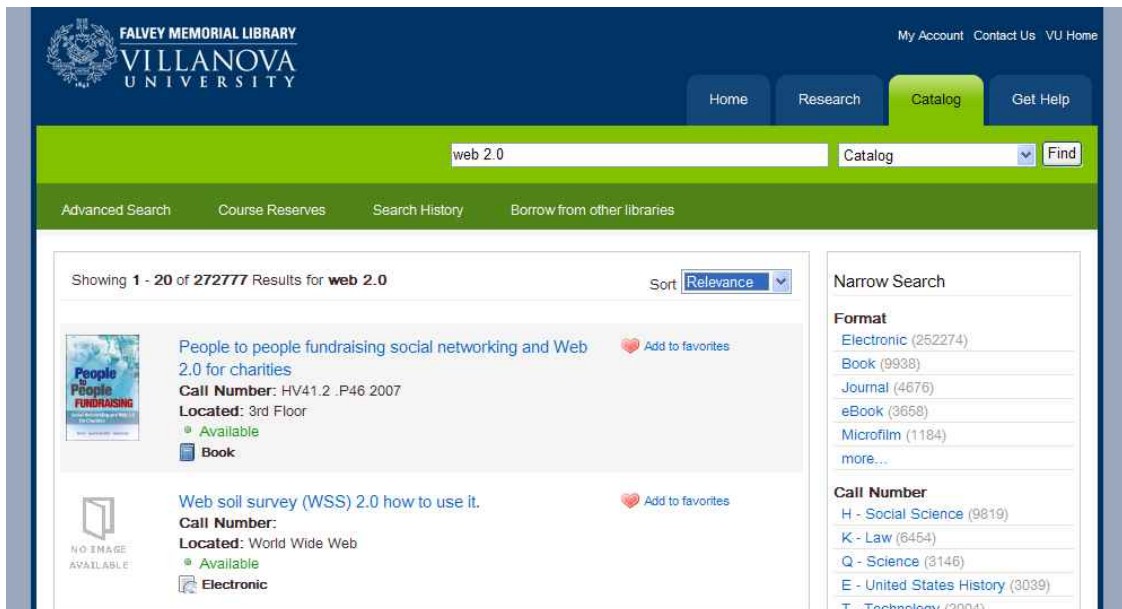 FALVEY MEMORIAL LIBRARY
VILLANOVA
UNIVERSITY
My Account Contact Us VU Home
Home Research Catalog Get Help
web 2.0 Catalog Find
Advanced Search Course Reserves Search History Borrow from other libraries
Showing 1 - 20 of 272777 Results for web 2.0
Sort Relevance
People to people fundraising social networking and Web
2.0 for charities
Call Number: HV41.2 .P46 2007
Located: 3rd Floor
Available
Book
Add to favorites
People
to
People
FUNDRAISING
Web soil survey (WSS) 2.0 how to use it.
Call Number:
Located: World Wide Web
Available
Electronic
Add to favorites
NO IMAGE
AVAILABLE
Narrow Search
Format
Electronic (252274)
Book (9938)
Journal (4676)
eBook (3658)
Microfilm (1184)
more...
Call Number
H - Social Science (9819)
K - Law (6454)
Q - Science (3146)
E - United States History (3039)
T - Technology (2004)